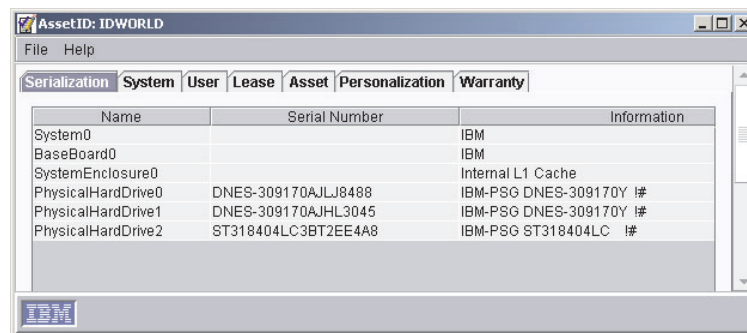 AssetID: IDWORLD
File Help
Serialization System User Lease Asset Personalization Warranty
Name Serial Number Information
System0 IBM
BaseBoard0 IBM
SystemEnclosure0 Internal L1 Cache
PhysicalHardDrive0 DNES-309170AJLJ8488 IBM-PSG DNES-309170Y !#
PhysicalHardDrive1 DNES-309170AJHL3045 IBM-PSG DNES-309170Y !#
PhysicalHardDrive2 ST318404LC3BT2EE4A8 IBM-PSG ST318404LC !#
IBM